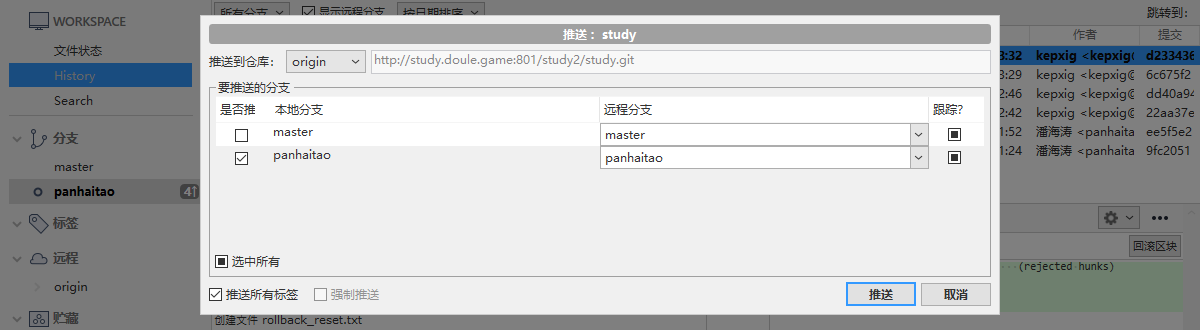 WORKSPACE
文件状态
History
Search
分支
master
panhaitao 4↑
标签
远程
origin
贮藏
所有分支 显示远程分支 按日期排序 跳转到:
推送 : study
推送到仓库: origin http://study.doule.game:801/study2/study.git
要推送的分支
是否推 本地分支 远程分支 跟踪?
master master
panhaitao panhaitao
选中所有
推送所有标签 强制推送 推送 取消
作者 提交
3:32 kepxig <kepxig@ d233436
3:29 kepxig <kepxig@ 6c675f2
2:46 kepxig <kepxig@ dd40a94
2:42 kepxig <kepxig@ 22aa37e
1:52 潘海涛 <panhaita ee5f5e2
1:24 潘海涛 <panhaita 9fc2051
回滚区块
(rejected hunks)
创建文件 rollback_reset.txt